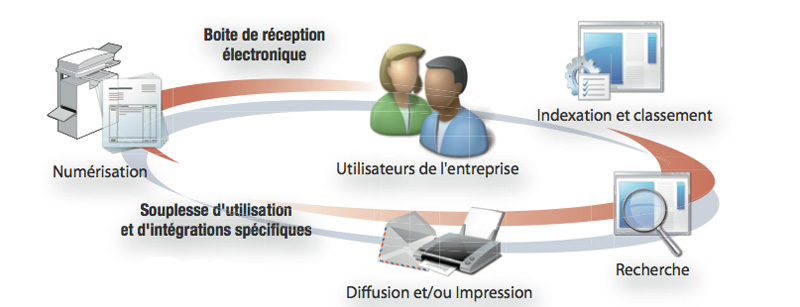 Boite de réception
électronique
Indexation et classement
Utilisateurs de l'entreprise
Numérisation
Souplesse d'utilisation
et d'intégrations spécifiques
Recherche
Diffusion et/ou Impression